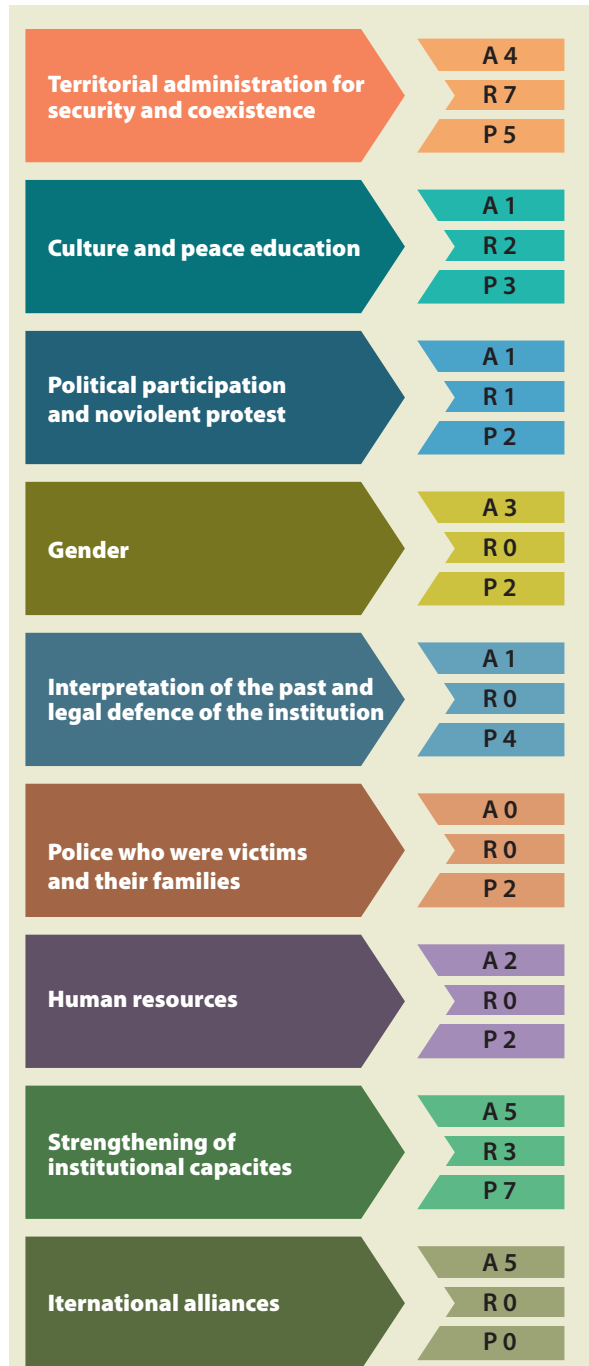 Territorial administration for
security and coexistence
A 4
R 7
P 5
Culture and peace education
A 1
R 2
P 3
Political participation
and noviolent protest
A 1
R 1
P 2
Gender
A 3
R 0
P 2
Interpretation of the past and
legal defence of the institution
A 1
R 0
P 4
Police who were victims
and their families
A 0
R 0
P 2
Human resources
A 2
R 0
P 2
Strengthening of
institutional capacites
A 5
R 3
P 7
Iternational alliances
A 5
R 0
P 0